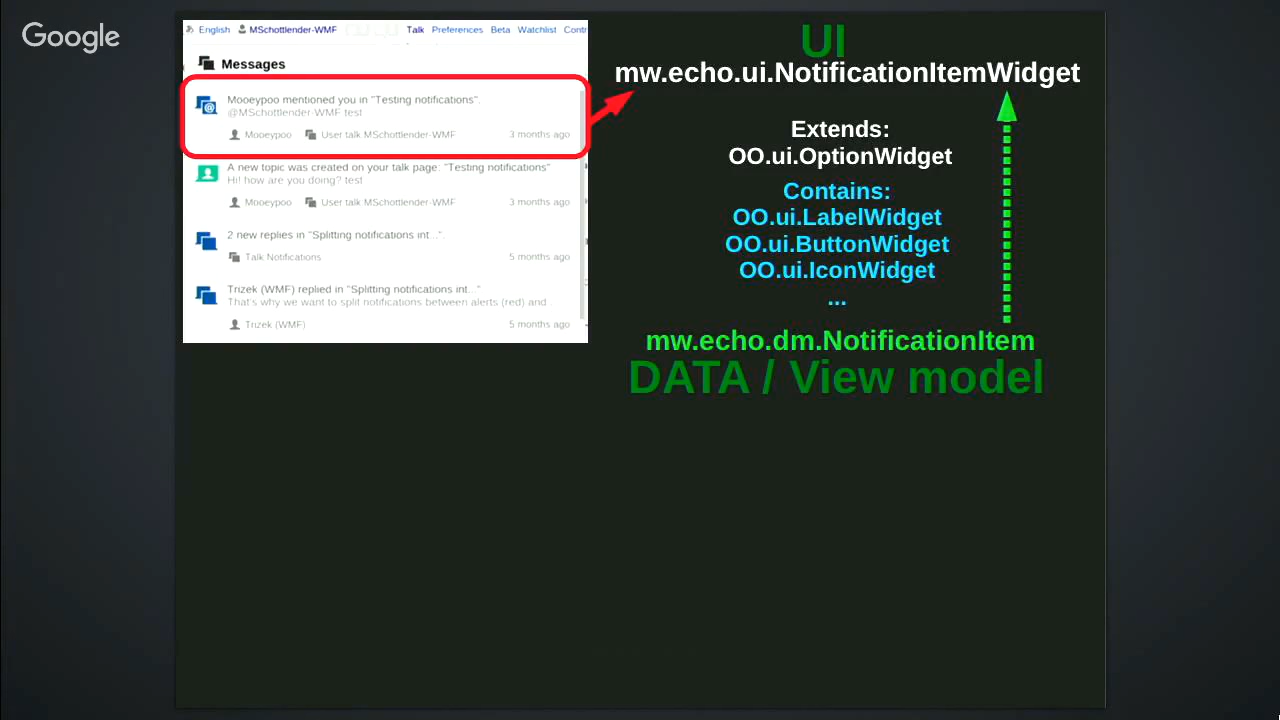 Google
English MSchottlender-WMF Talk Preferences Beta Watchlist Contr
Messages
Mooeypoo mentioned you in "Testing notifications".
@MSchottlender-WMF test
Mooeypoo User talk MSchottlender-WMF 3 months ago
A new topic was created on your talk page: "Testing notifications"
Hi! how are you doing? test
Mooeypoo User talk MSchottlender-WMF 3 months ago
2 new replies in "Splitting notifications int...".
Talk Notifications 5 months ago
Trizek (WMF) replied in "Splitting notifications int..."
That's why we want to split notifications between alerts (red) and
Trizek (WMF) 5 months ago
UI
mw.echo.ui.NotificationItemWidget
Extends:
OO.ui.OptionWidget
Contains:
OO.ui.LabelWidget
OO.ui.ButtonWidget
OO.ui.IconWidget
...
mw.echo.dm.NotificationItem
DATA / View model